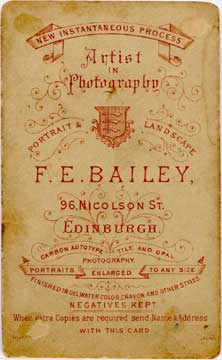 NEW INSTANTANEOUS PROCESS.
Artist
IN
Photography
PORTRAIT & LANDSCAPE
F. E. BAILEY,
96, NICOLSON ST.
EDINBURGH.
CARBON AUTOTYPE TILE AND OPAL
PHOTOGRAPHY.
PORTRAITS ENLARGED TO ANY SIZE
FINISHED IN OIL, WATER COLOR, CRAYON AND OTHER STYLES
NEGATIVES KEPT.
When extra Copies are required send Name & Address
WITH THIS CARD